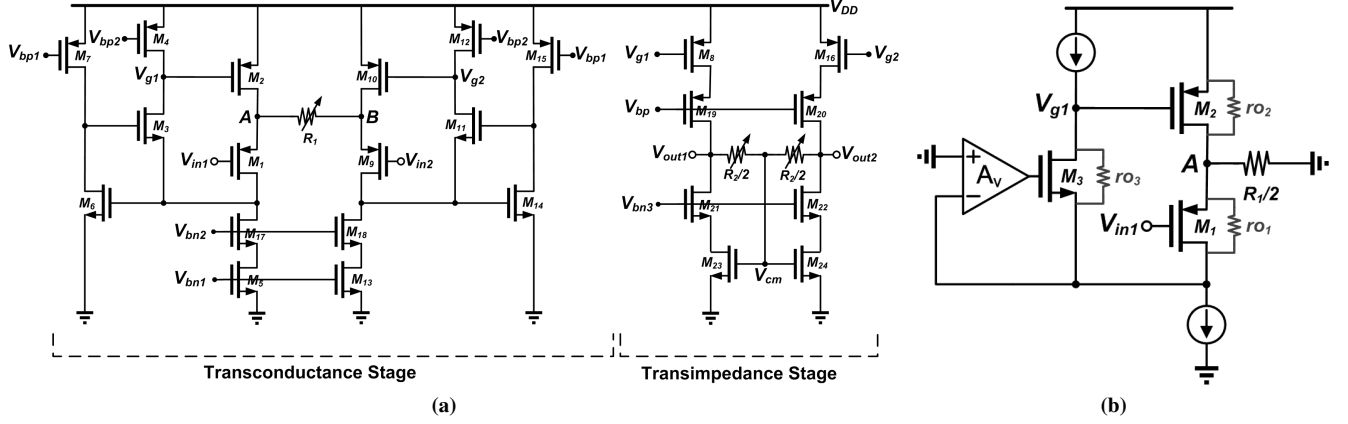 V_DD
V_bp1
V_bp2
M_7
M_4
M_12
V_bp2
M_15
V_bp1
V_g1
M_2
M_10
V_g2
M_3
A
R_1
B
M_11
V_in1
M_1
M_9
V_in2
M_6
M_14
V_bn2
M_17
M_18
V_bn1
M_5
M_13
Transconductance Stage
V_g1
M_8
M_16
V_g2
V_bp
M_19
M_20
V_out1
R_2/2
R_2/2
V_out2
V_bn3
M_21
M_22
M_23
V_cm
M_24
Transimpedance Stage
(a)
V_g1
M_2
ro_2
+
A_V
−
M_3
ro_3
A
R_1/2
V_in1
M_1
ro_1
(b)